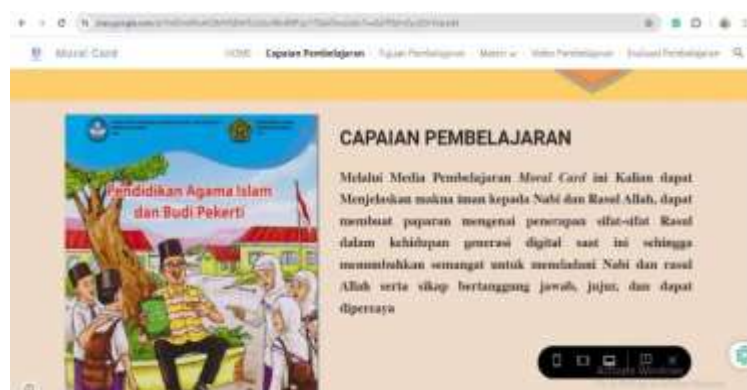 Moral Card
HOME Capaian Pembelajaran Tujuan Pembelajaran Materi Video Pembelajaran Evaluasi Pembelajaran
Pendidikan Agama Islam
dan Budi Pekerti
CAPAIAN PEMBELAJARAN
Melalui Media Pembelajaran Moral Card ini Kalian dapat
Menjelaskan makna iman kepada Nabi dan Rasul Allah, dapat
membuat paparan mengenai penerapan sifat-sifat Rasul
dalam kehidupan generasi digital saat ini sehingga
menumbuhkan semangat untuk meneladani Nabi dan rasul
Allah serta sikap bertanggung jawab, jujur, dan dapat
dipercaya
Activate Windows